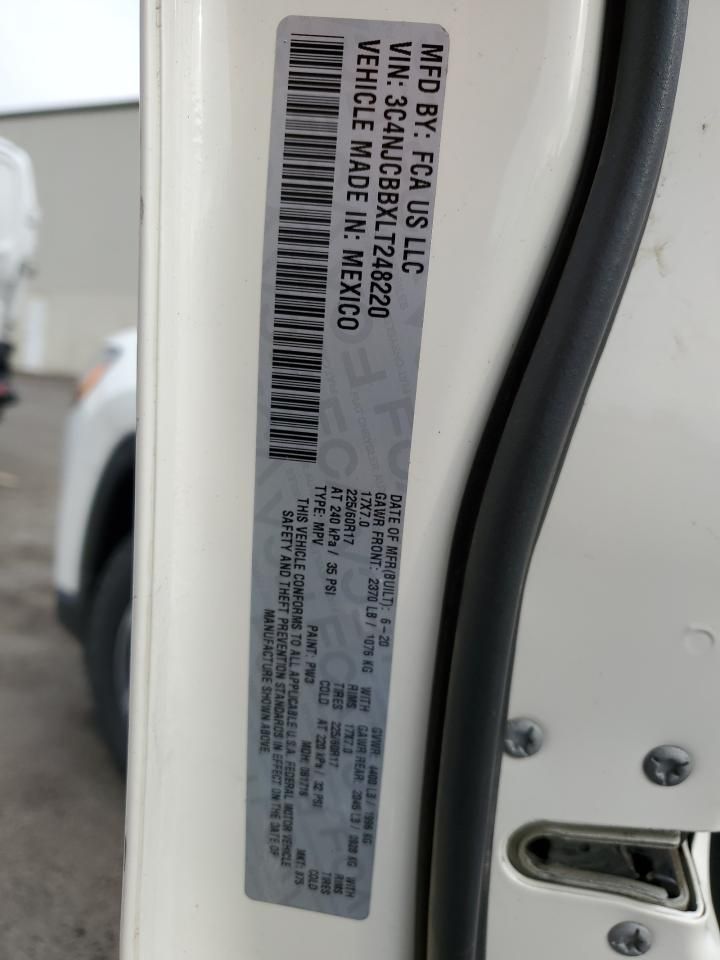 MFD BY: FCA US LLC
VIN: 3C4NJCBBXLT248220
VEHICLE MADE IN: MEXICO
DATE OF MFR(BUILT): 6-20 GVWR: 4400 LB / 1996 KG
GAWR FRONT: 2370 LB / 1076 KG WITH GAWR REAR: 2045 LB / 0928 KG WITH
17X7.0 RIMS 17X7.0 RIMS
225/60R17 TIRES 225/60R17 TIRES
AT 240 kPa / 35 PSI COLD AT 220 kPa / 32 PSI COLD
TYPE: MPV PAINT: PW3 MDH: 081718 MKT: 875
THIS VEHICLE CONFORMS TO ALL APPLICABLE U.S.A. FEDERAL MOTOR VEHICLE
SAFETY AND THEFT PREVENTION STANDARDS IN EFFECT ON THE DATE OF
MANUFACTURE SHOWN ABOVE.